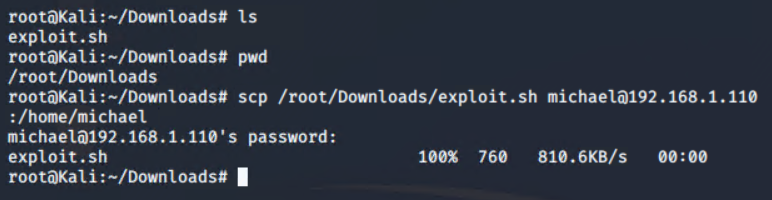 root@Kali:~/Downloads# ls
exploit.sh
root@Kali:~/Downloads# pwd
/root/Downloads
root@Kali:~/Downloads# scp /root/Downloads/exploit.sh michael@192.168.1.110
:/home/michael
michael@192.168.1.110's password:
exploit.sh                                    100%  760   810.6KB/s   00:00
root@Kali:~/Downloads#